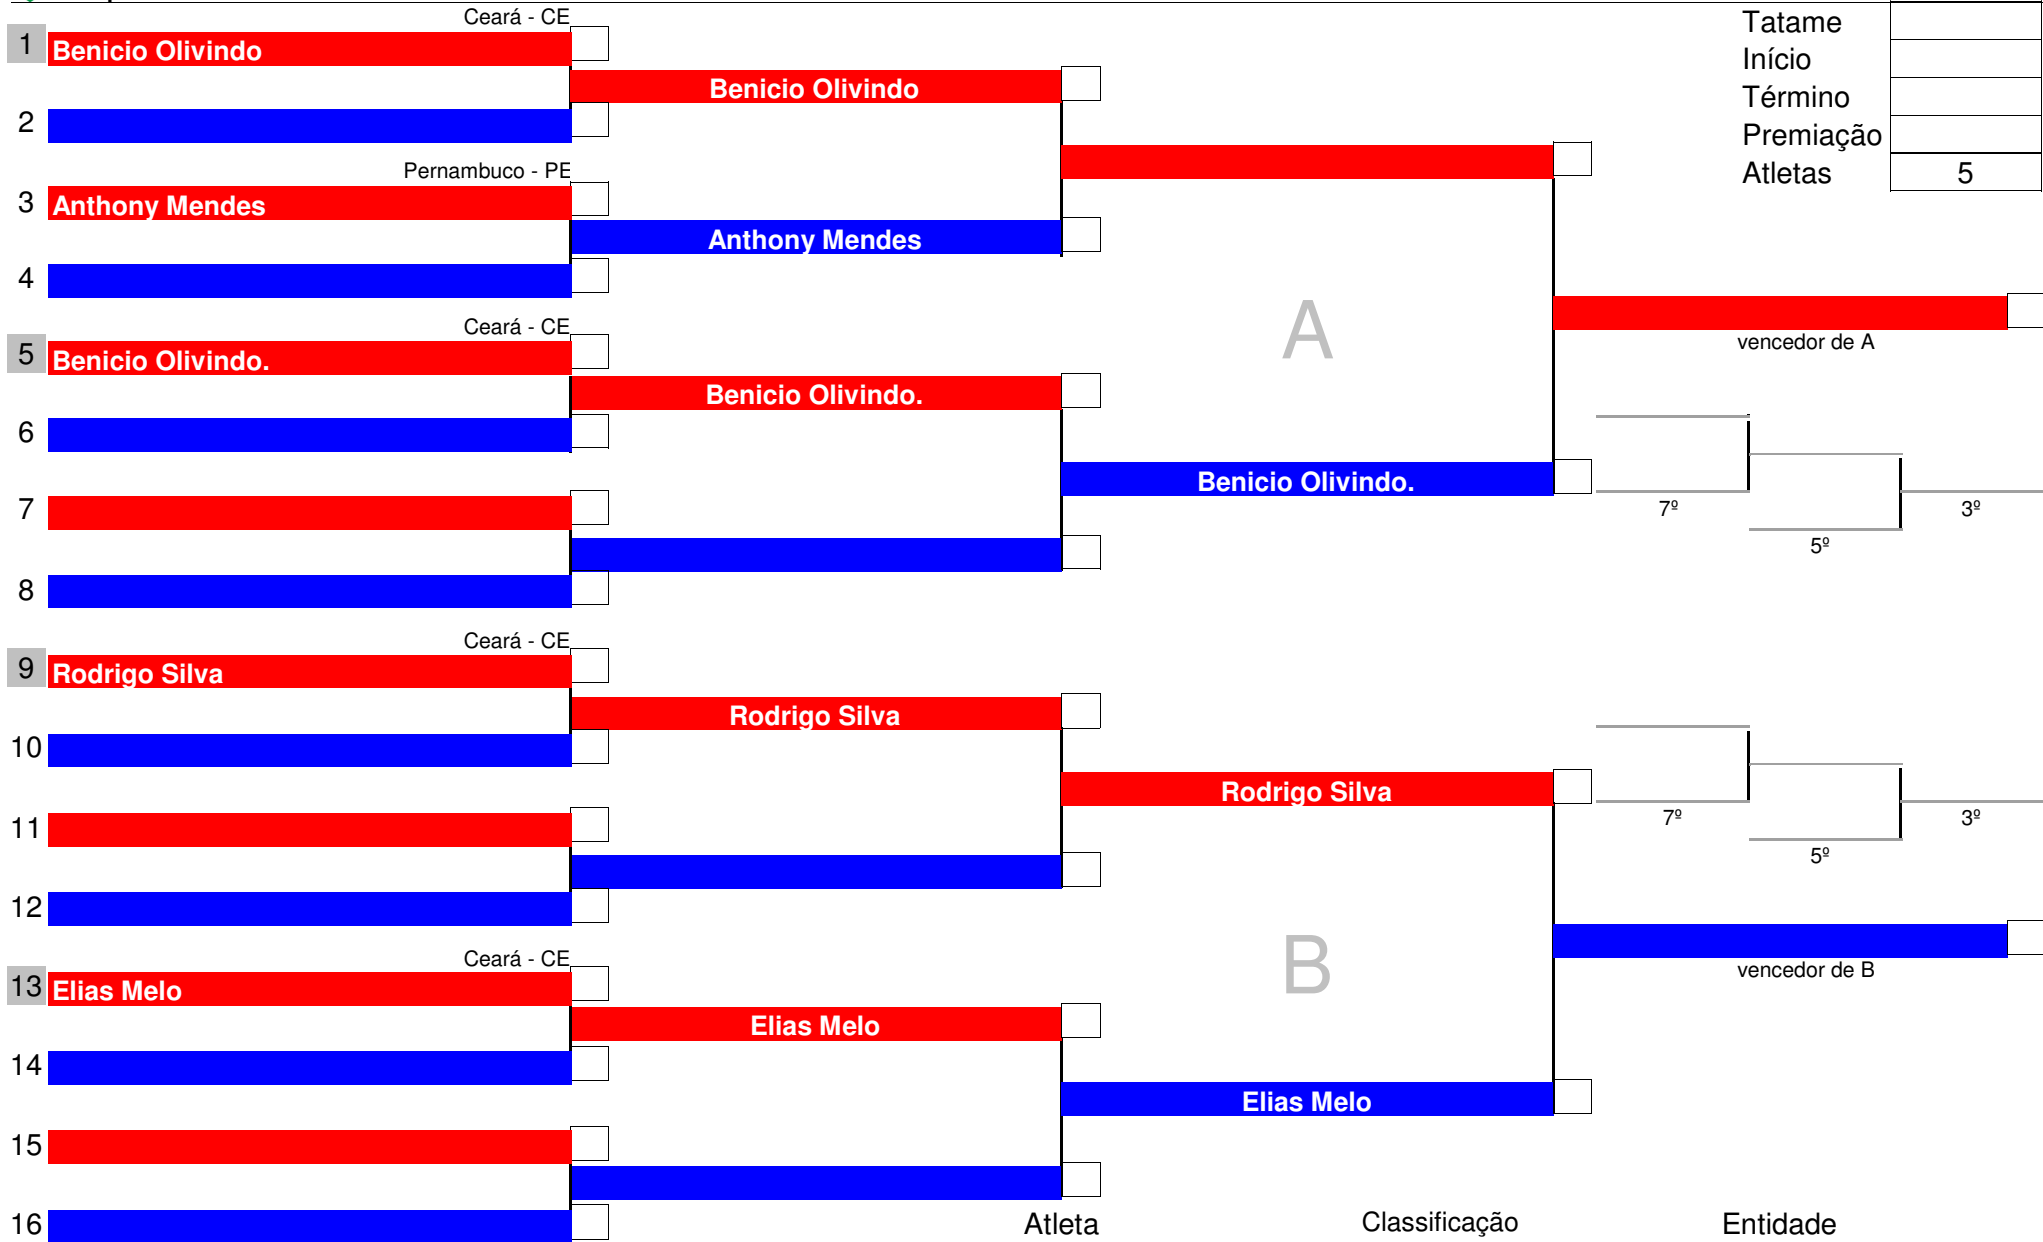 Ceará - CE
Tatame
1 Benicio Olivindo
Início
Benicio Olivindo
Término
2
Premiação
Pernambuco - PE
Atletas 5
3 Anthony Mendes
Anthony Mendes
4
A
Ceará - CE
vencedor de A
5 Benicio Olivindo.
Benicio Olivindo.
6
Benicio Olivindo.
7
7º 3º
5º
8
Ceará - CE
9 Rodrigo Silva
Rodrigo Silva
10
Rodrigo Silva
11
7º 3º
5º
12
B
Ceará - CE
vencedor de B
13 Elias Melo
Elias Melo
14
Elias Melo
15
16
Atleta Classificação Entidade